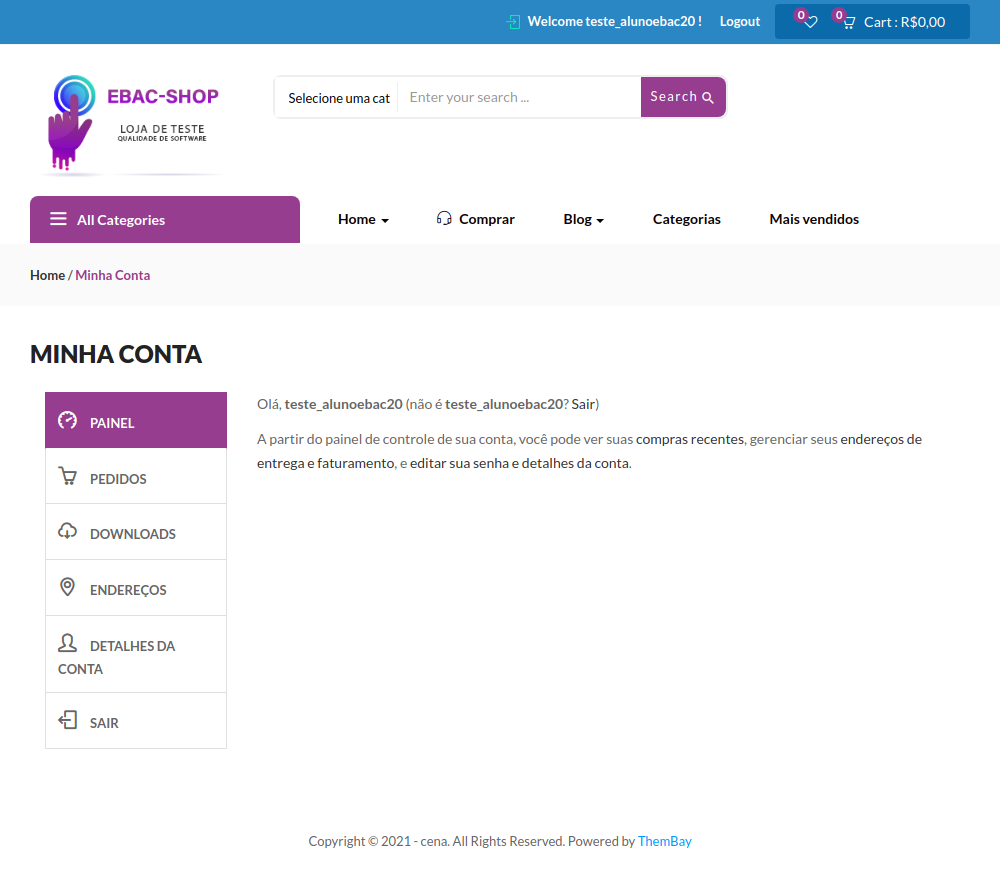 Welcome teste_alunoebac20 ! Logout 0 0 Cart : R$0,00
EBAC-SHOP
LOJA DE TESTE
QUALIDADE DE SOFTWARE
Selecione uma cat Enter your search ... Search
All Categories Home Comprar Blog Categorias Mais vendidos
Home / Minha Conta
MINHA CONTA
PAINEL
PEDIDOS
DOWNLOADS
ENDEREÇOS
DETALHES DA
CONTA
SAIR
Olá, teste_alunoebac20 (não é teste_alunoebac20? Sair)
A partir do painel de controle de sua conta, você pode ver suas compras recentes, gerenciar seus endereços de
entrega e faturamento, e editar sua senha e detalhes da conta.
Copyright © 2021 - cena. All Rights Reserved. Powered by ThemBay